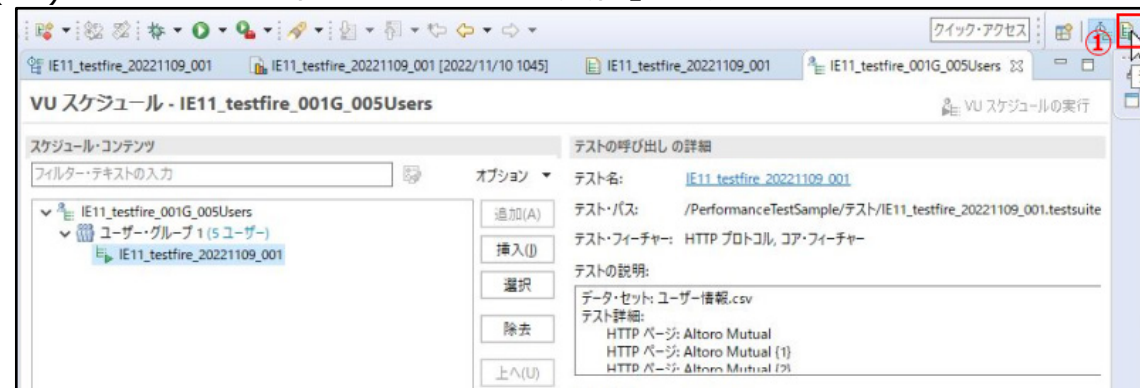 クイック・アクセス
①
IE11_testfire_20221109_001
IE11_testfire_20221109_001 [2022/11/10 1045]
IE11_testfire_20221109_001
IE11_testfire_001G_005Users
VU スケジュール - IE11_testfire_001G_005Users
VU スケジュールの実行
スケジュール・コンテンツ
フィルター・テキストの入力
オプション
IE11_testfire_001G_005Users
ユーザー・グループ 1 (5 ユーザー)
IE11_testfire_20221109_001
追加(A)
挿入(I)
選択
除去
上へ(U)
テストの呼び出し の詳細
テスト名: IE11_testfire_20221109_001
テスト・パス: /PerformanceTestSample/テスト/IE11_testfire_20221109_001.testsuite
テスト・フィーチャー: HTTP プロトコル, コア・フィーチャー
テストの説明:
データ・セット: ユーザー情報.csv
テスト詳細:
HTTP ページ: Altoro Mutual
HTTP ページ: Altoro Mutual {1}
HTTP ページ: Altoro Mutual {2}